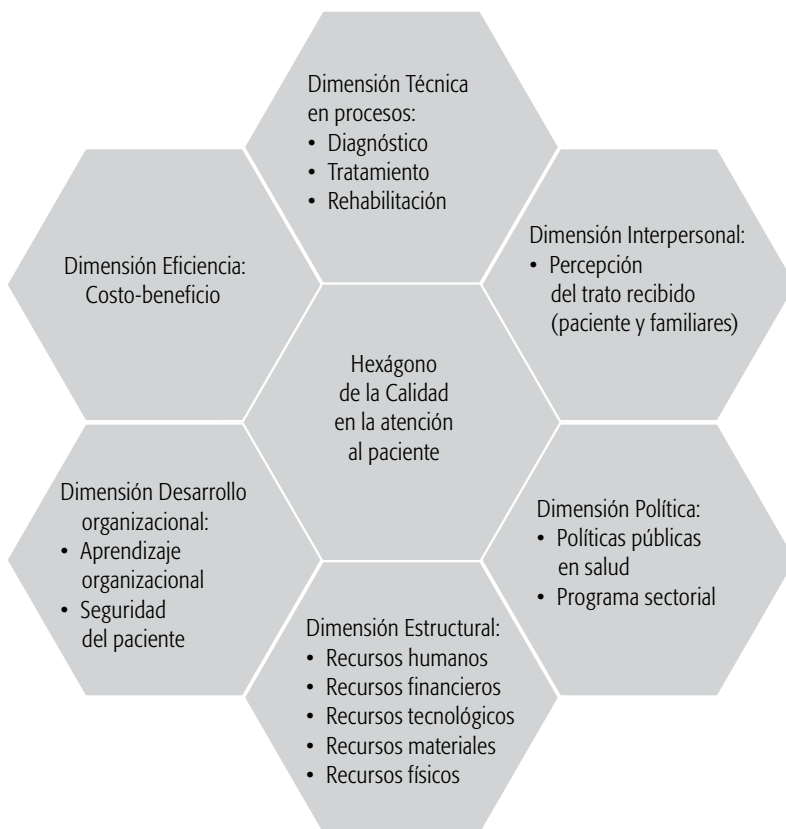 Dimensión Técnica
en procesos:
• Diagnóstico
• Tratamiento
• Rehabilitación
Dimensión Eficiencia:
Costo-beneficio
Dimensión Interpersonal:
• Percepción
del trato recibido
(paciente y familiares)
Hexágono
de la Calidad
en la atención
al paciente
Dimensión Desarrollo
organizacional:
• Aprendizaje
organizacional
• Seguridad
del paciente
Dimensión Política:
• Políticas públicas
en salud
• Programa sectorial
Dimensión Estructural:
• Recursos humanos
• Recursos financieros
• Recursos tecnológicos
• Recursos materiales
• Recursos físicos